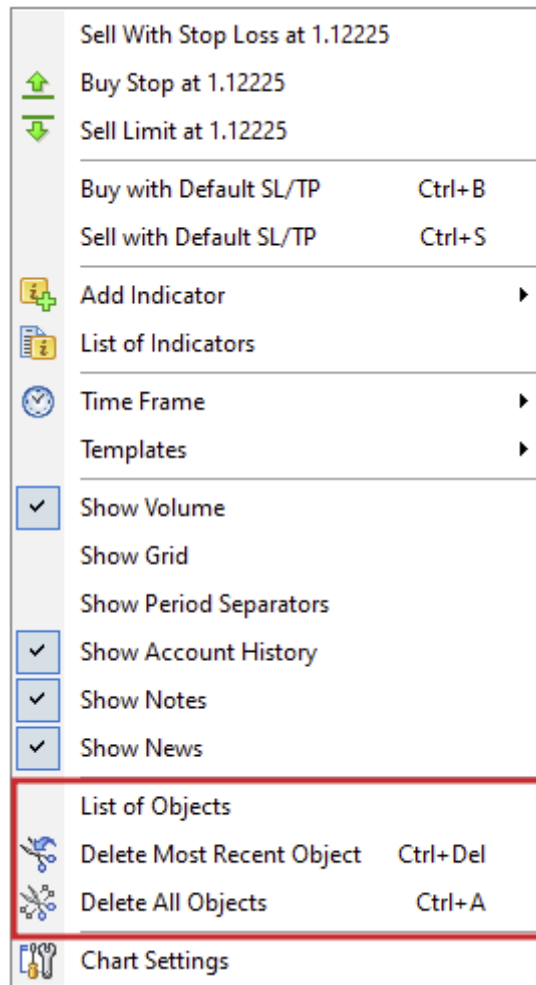 Sell With Stop Loss at 1.12225
Buy Stop at 1.12225
Sell Limit at 1.12225
Buy with Default SL/TP Ctrl+B
Sell with Default SL/TP Ctrl+S
Add Indicator
List of Indicators
Time Frame
Templates
Show Volume
Show Grid
Show Period Separators
Show Account History
Show Notes
Show News
List of Objects
Delete Most Recent Object Ctrl+Del
Delete All Objects Ctrl+A
Chart Settings